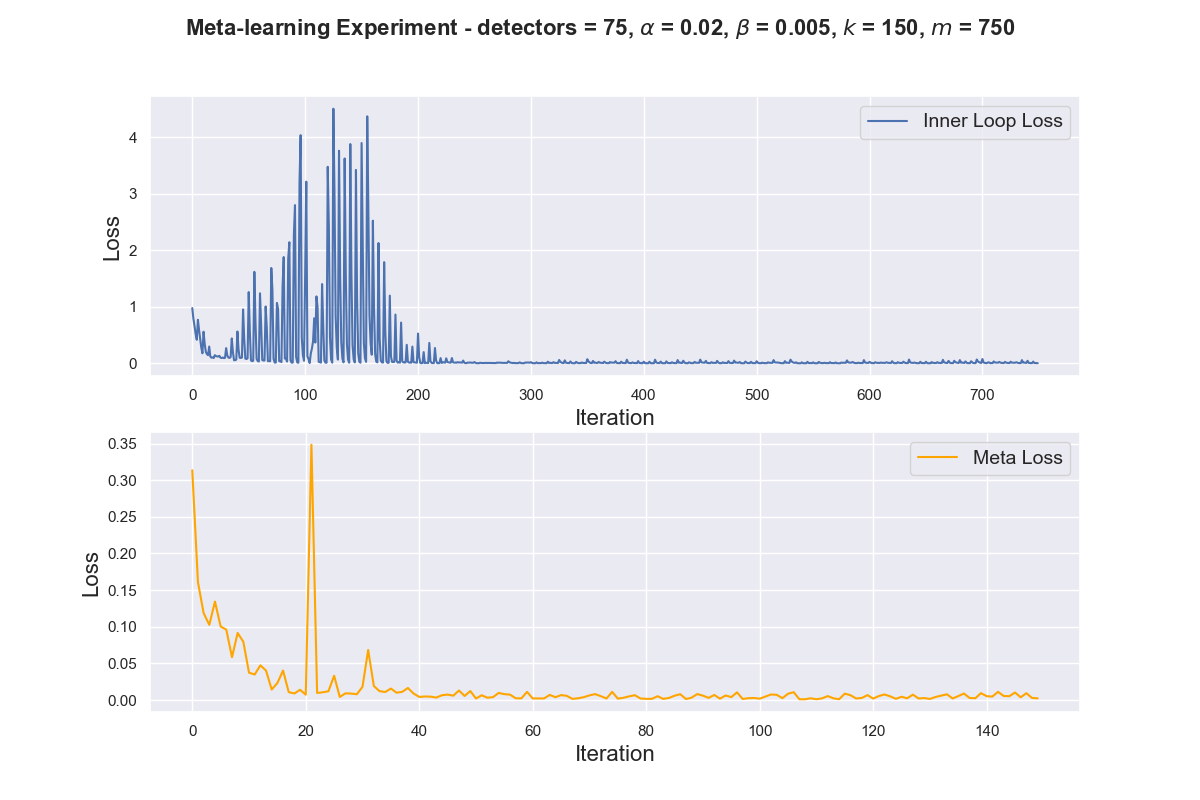 Meta-learning Experiment - detectors = 75, α = 0.02, β = 0.005, k = 150, m = 750
Inner Loop Loss
Loss
4
3
2
1
0
0 100 200 300 400 500 600 700
Iteration
Meta Loss
Loss
0.35
0.30
0.25
0.20
0.15
0.10
0.05
0.00
0 20 40 60 80 100 120 140
Iteration